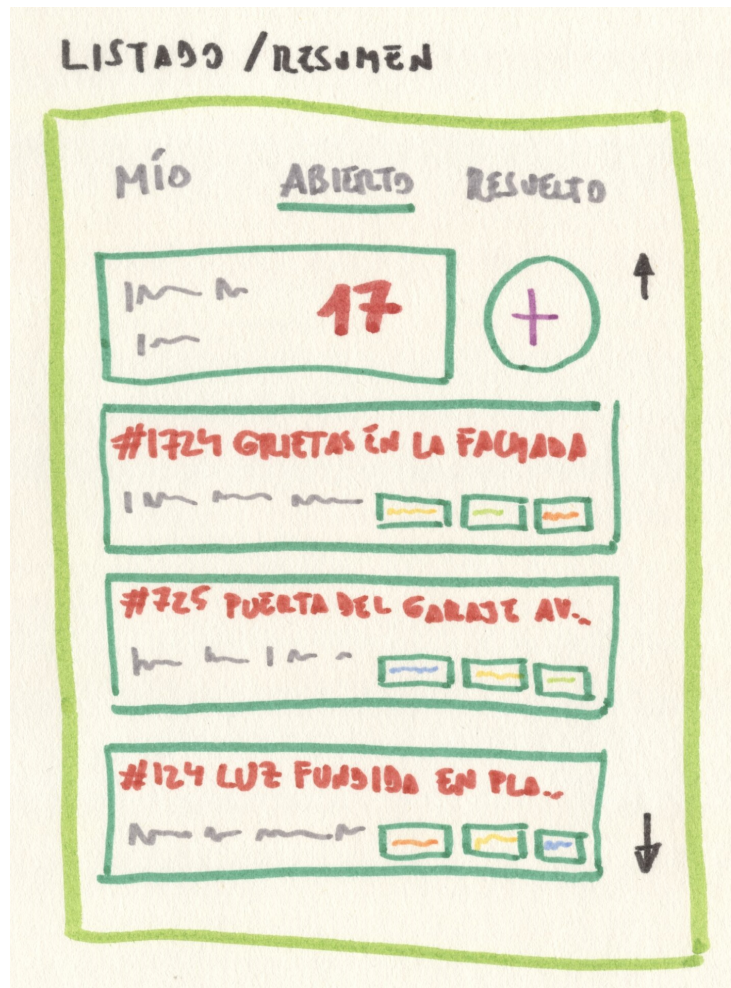 LISTADO / RESUMEN
MÍO ABIERTO RESUELTO
17
+
#1724 GRIETAS EN LA FACHADA
#725 PUERTA DEL GARAJE AV...
#124 LUZ FUNDIDA EN PLA...